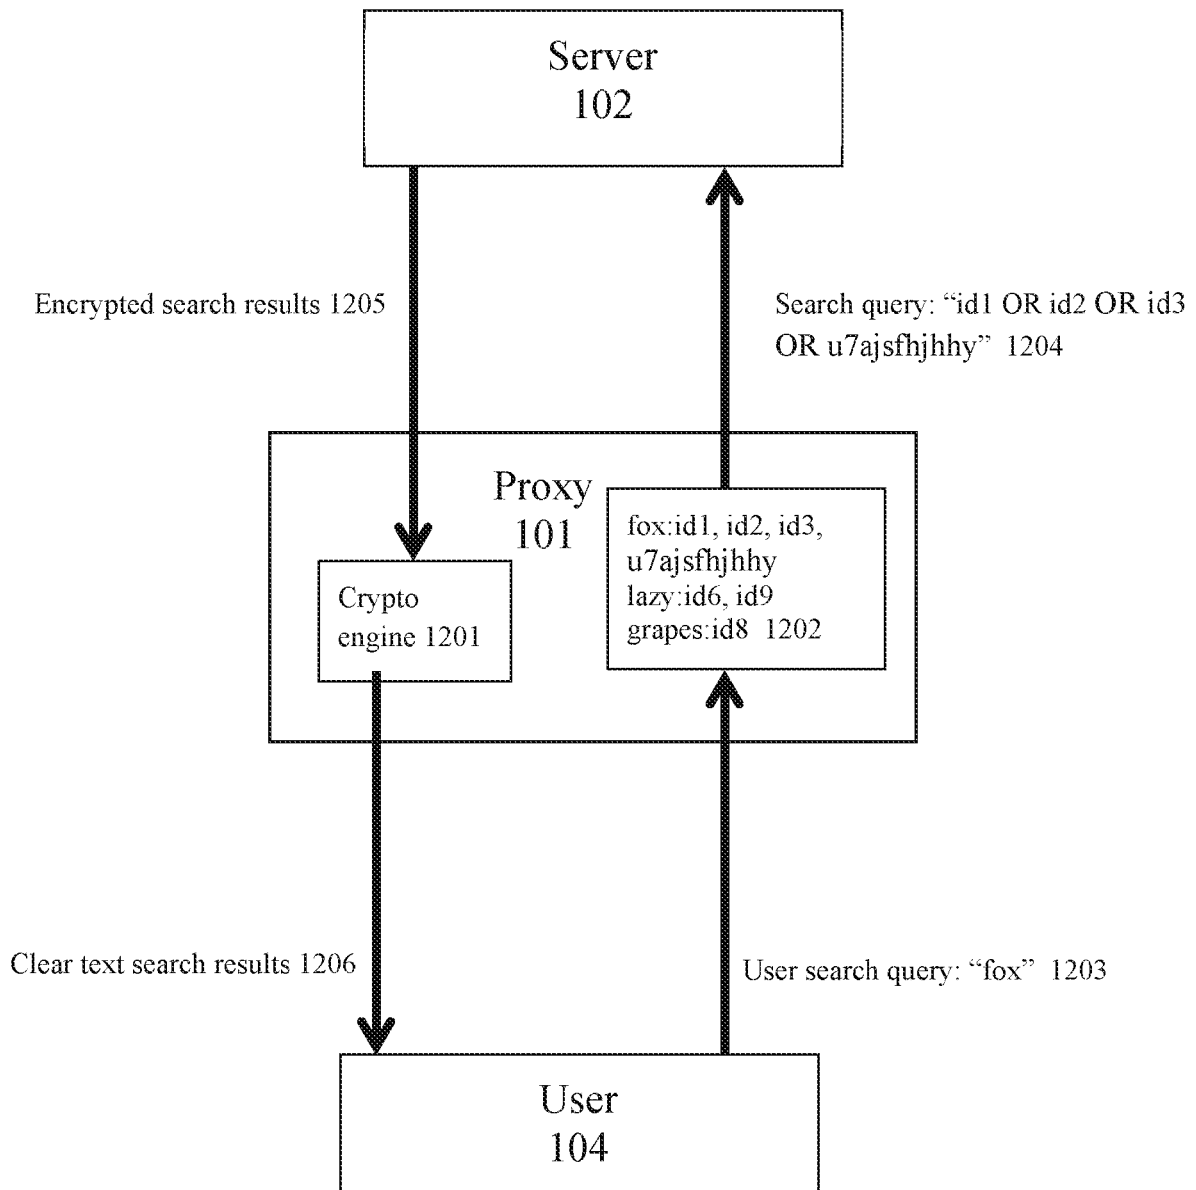 Server
102
Encrypted search results 1205
Search query: “id1 OR id2 OR id3
OR u7ajsfhjhhy” 1204
Proxy
101
fox:id1, id2, id3,
u7ajsfhjhhy
lazy:id6, id9
grapes:id8 1202
Crypto
engine 1201
Clear text search results 1206
User search query: “fox” 1203
User
104